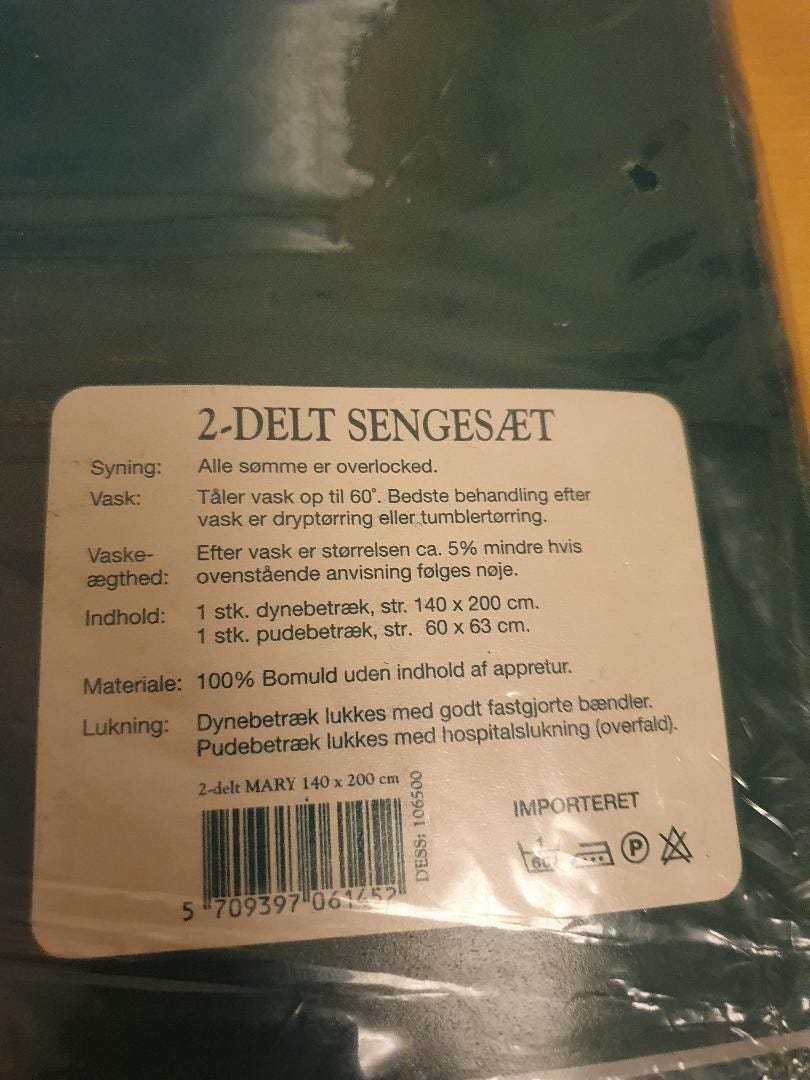 2-DELT SENGESÆT
Syning: Alle sømme er overlocked.
Vask: Tåler vask op til 60°. Bedste behandling efter
vask er dryptørring eller tumblertørring.
Vaske- Efter vask er størrelsen ca. 5% mindre hvis
ægthed: ovenstående anvisning følges nøje.
Indhold: 1 stk. dynebetræk, str. 140 x 200 cm.
1 stk. pudebetræk, str. 60 x 63 cm.
Materiale: 100% Bomuld uden indhold af appretur.
Lukning: Dynebetræk lukkes med godt fastgjorte bændler.
Pudebetræk lukkes med hospitalslukning (overfald).
2-delt MARY 140 x 200 cm
DESS: 106500
5 709397 061452
IMPORTERET
60 P